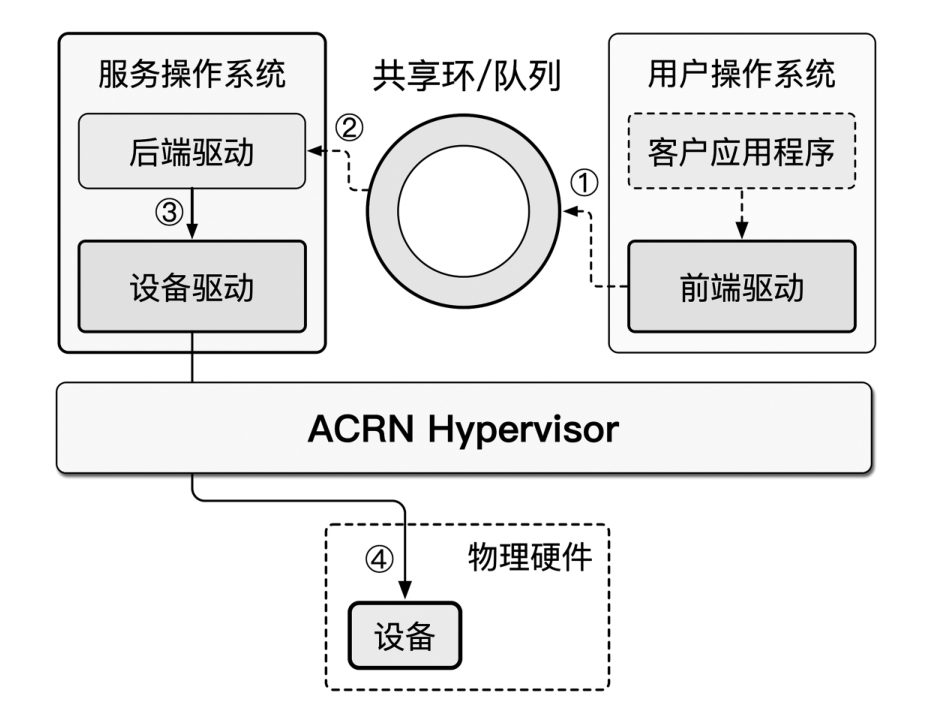 服务操作系统
后端驱动
②
③
设备驱动
共享环/队列
①
用户操作系统
客户应用程序
前端驱动
ACRN Hypervisor
④
物理硬件
设备